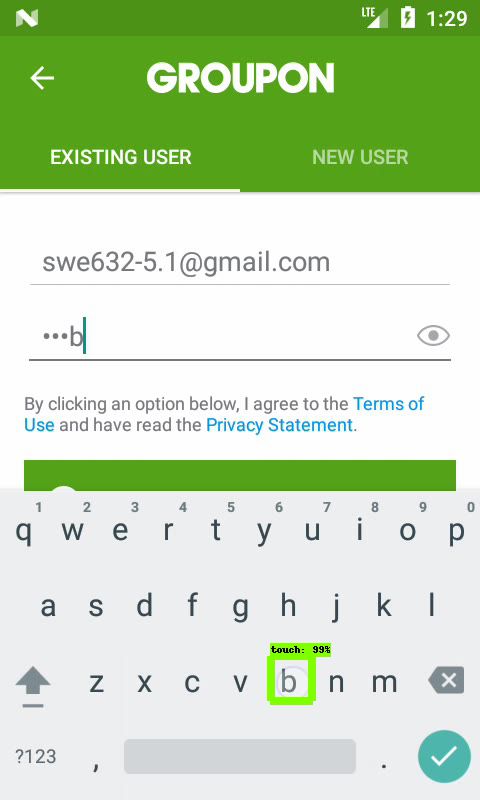 LTE 1:29
GROUPON
EXISTING USER NEW USER
swe632-5.1@gmail.com
•••b
By clicking an option below, I agree to the Terms of
Use and have read the Privacy Statement.
1 2 3 4 5 6 7 8 9 0
q w e r t y u i o p
a s d f g h j k l
touch: 99%
z x c v b n m
?123 , .